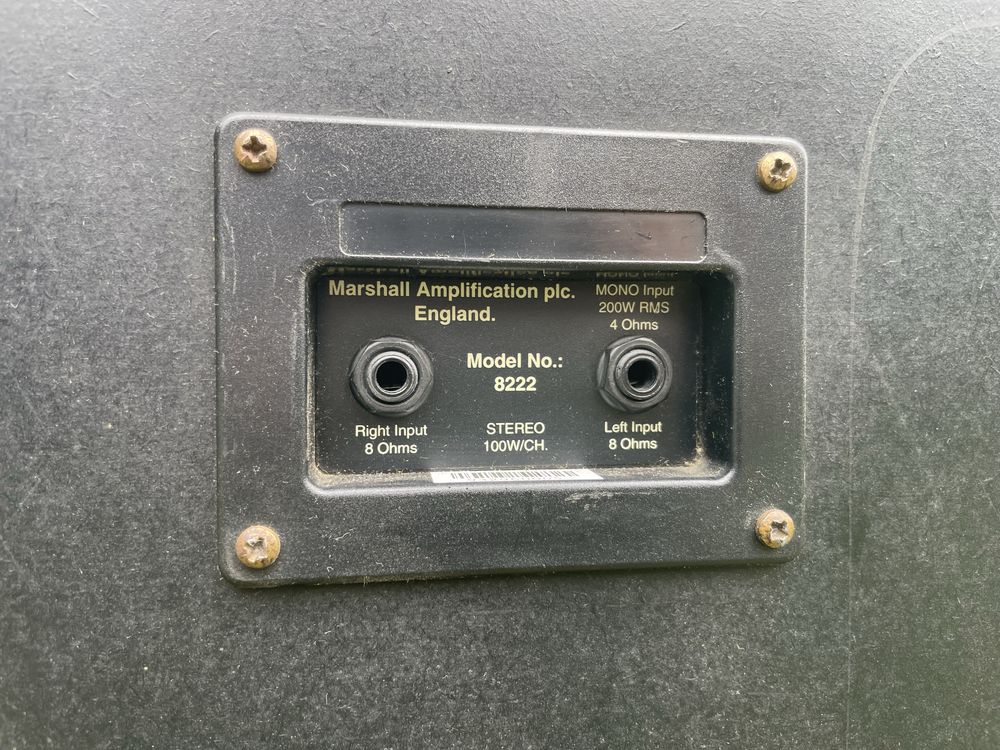 Marshall Amplification plc.
England.
MONO Input
200W RMS
4 Ohms
Model No.:
8222
Right Input
8 Ohms
STEREO
100W/CH.
Left Input
8 Ohms